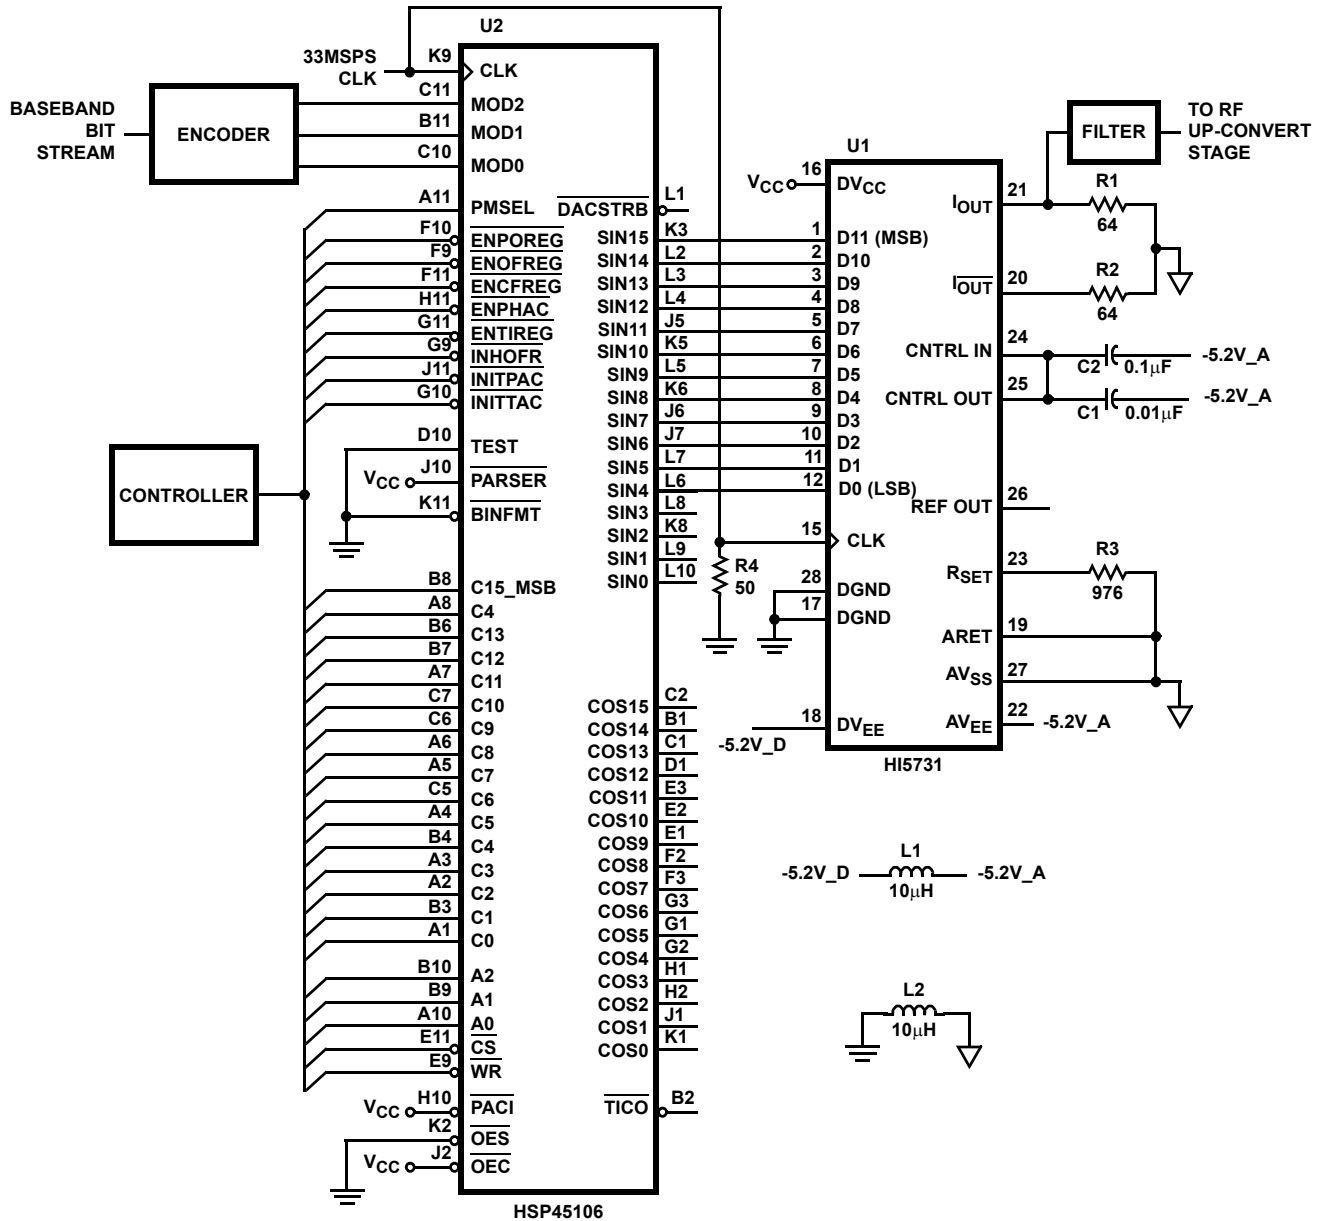 U2
33MSPS
CLK
BASEBAND
BIT
STREAM
ENCODER
K9
CLK
C11
MOD2
B11
MOD1
C10
MOD0
A11
PMSEL
F10
ENPOREG
F9
ENOFREG
F11
ENCFREG
H11
ENPHAC
G11
ENTIREG
G9
INHOFR
J11
INITPAC
G10
INITTAC
D10
TEST
VCC
J10
PARSER
K11
BINFMT
CONTROLLER
B8
C15_MSB
A8
C4
B6
C13
B7
C12
A7
C11
C7
C10
C6
C9
A6
C8
A5
C7
C5
C6
A4
C5
B4
C4
A3
C3
A2
C2
B3
C1
A1
C0
B10
A2
B9
A1
A10
A0
E11
CS
E9
WR
VCC
H10
PACI
K2
OES
VCC
J2
OEC
HSP45106
DACSTRB
L1
SIN15
K3
SIN14
L2
SIN13
L3
SIN12
L4
SIN11
J5
SIN10
K5
SIN9
L5
SIN8
K6
SIN7
J6
SIN6
J7
SIN5
L7
SIN4
L6
SIN3
L8
SIN2
K8
SIN1
L9
SIN0
L10
COS15
C2
COS14
B1
COS13
C1
COS12
D1
COS11
E3
COS10
E2
COS9
E1
COS8
F2
COS7
F3
COS6
G3
COS5
G1
COS4
G2
COS3
H1
COS2
H2
COS1
J1
COS0
K1
TICO
B2
R4
50
U1
VCC
16
DVCC
1
D11 (MSB)
2
D10
3
D9
4
D8
5
D7
6
D6
7
D5
8
D4
9
D3
10
D2
11
D1
12
D0 (LSB)
15
CLK
28
DGND
17
DGND
18
DVEE
-5.2V_D
HI5731
FILTER
TO RF
UP-CONVERT
STAGE
IOUT
21
R1
64
IOUT
20
R2
64
CNTRL IN
24
C2
0.1μF
-5.2V_A
CNTRL OUT
25
C1
0.01μF
-5.2V_A
REF OUT
26
RSET
23
R3
976
ARET
19
AVSS
27
AVEE
22
-5.2V_A
-5.2V_D
L1
10μH
-5.2V_A
L2
10μH